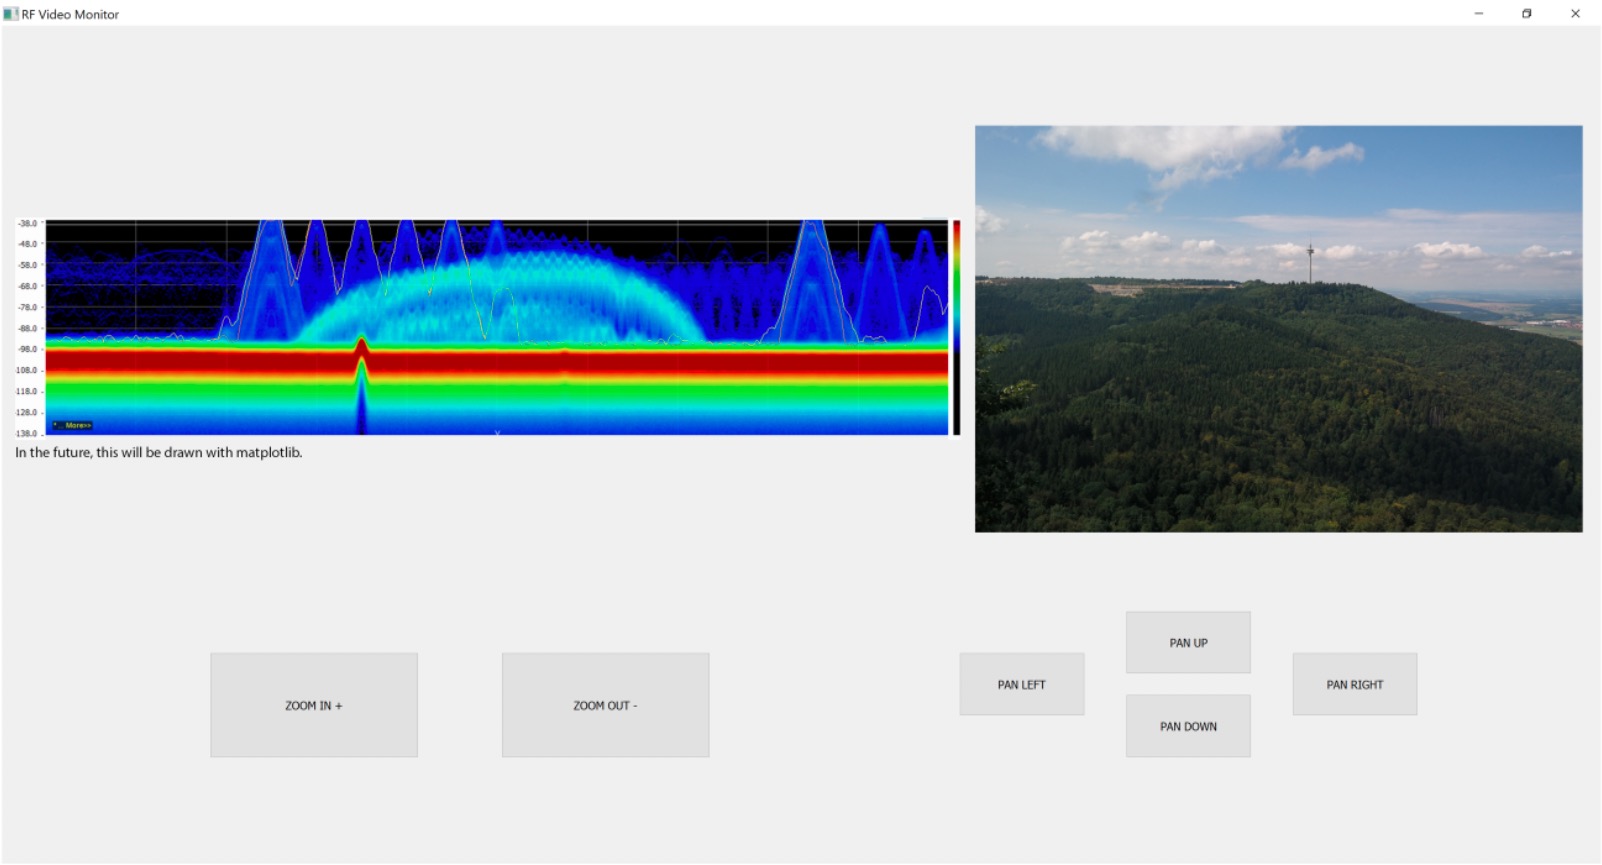 RF Video Monitor
-38.0
-48.0
-58.0
-68.0
-78.0
-88.0
-98.0
-108.0
-118.0
-128.0
-138.0
More>>
In the future, this will be drawn with matplotlib.
ZOOM IN +
ZOOM OUT -
PAN LEFT
PAN UP
PAN DOWN
PAN RIGHT